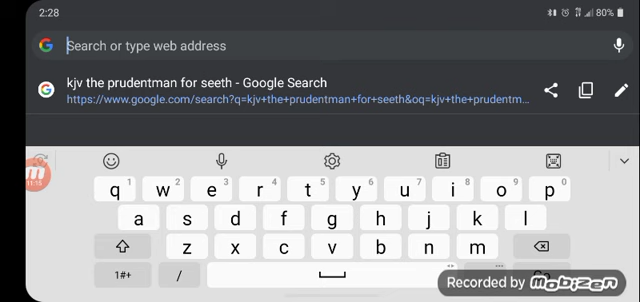 2:28
80%
Search or type web address
kjv the prudentman for seeth - Google Search
https://www.google.com/search?q=kjv+the+prudentman+for+seeth&oq=kjv+the+prudentm...
11:15
q 1 w 2 e 3 r 4 t 5 y 6 u 7 i 8 o 9 p 0
a s d f g h j k l
z x c v b n m
1#+ /
Recorded by mobizen